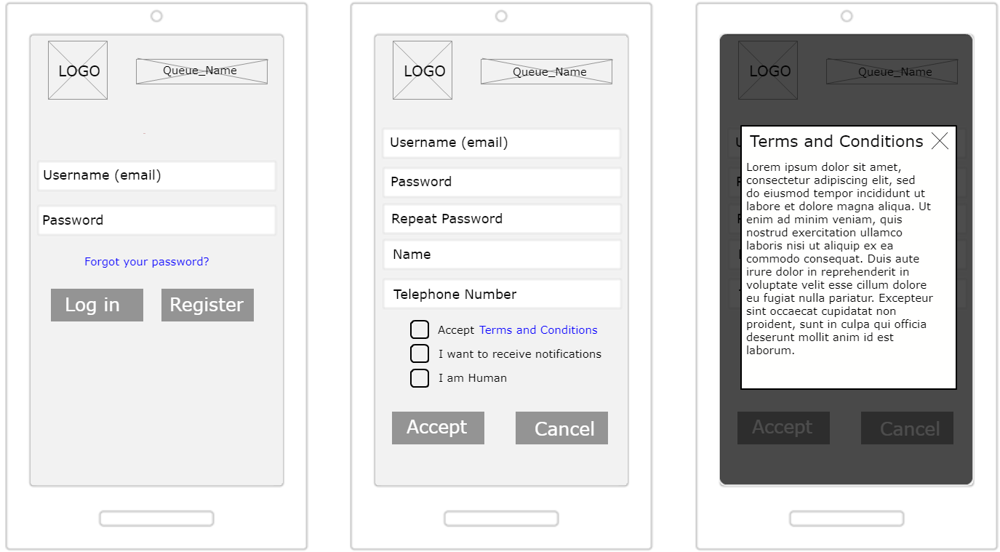 LOGO
Queue_Name
Username (email)
Password
Forgot your password?
Log in
Register
LOGO
Queue_Name
Username (email)
Password
Repeat Password
Name
Telephone Number
Accept Terms and Conditions
I want to receive notifications
I am Human
Accept
Cancel
LOGO
Queue_Name
Terms and Conditions
Lorem ipsum dolor sit amet,
consectetur adipiscing elit, sed
do eiusmod tempor incididunt ut
labore et dolore magna aliqua. Ut
enim ad minim veniam, quis
nostrud exercitation ullamco
laboris nisi ut aliquip ex ea
commodo consequat. Duis aute
irure dolor in reprehenderit in
voluptate velit esse cillum dolore
eu fugiat nulla pariatur. Excepteur
sint occaecat cupidatat non
proident, sunt in culpa qui officia
deserunt mollit anim id est
laborum.
Accept
Cancel